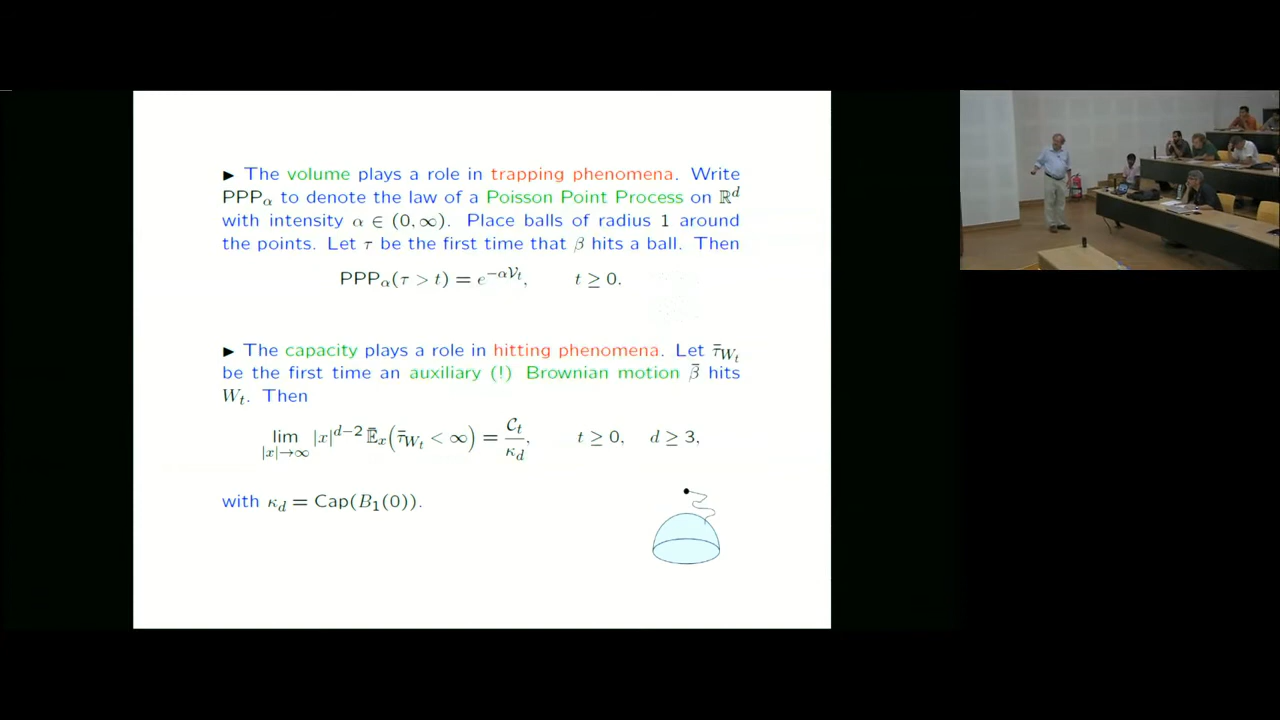 ► The volume plays a role in trapping phenomena. Write
PPP_α to denote the law of a Poisson Point Process on ℝ^d
with intensity α ∈ (0, ∞). Place balls of radius 1 around
the points. Let τ be the first time that β hits a ball. Then
PPP_α(τ > t) = e^{−α𝒱_t}, t ≥ 0.
► The capacity plays a role in hitting phenomena. Let τ̄_{W_t}
be the first time an auxiliary (!) Brownian motion β̄ hits
W_t. Then
lim_{|x|→∞} |x|^{d−2} 𝔼̄_x(τ̄_{W_t} < ∞) = 𝒞_t/κ_d, t ≥ 0, d ≥ 3,
with κ_d = Cap(B_1(0)).